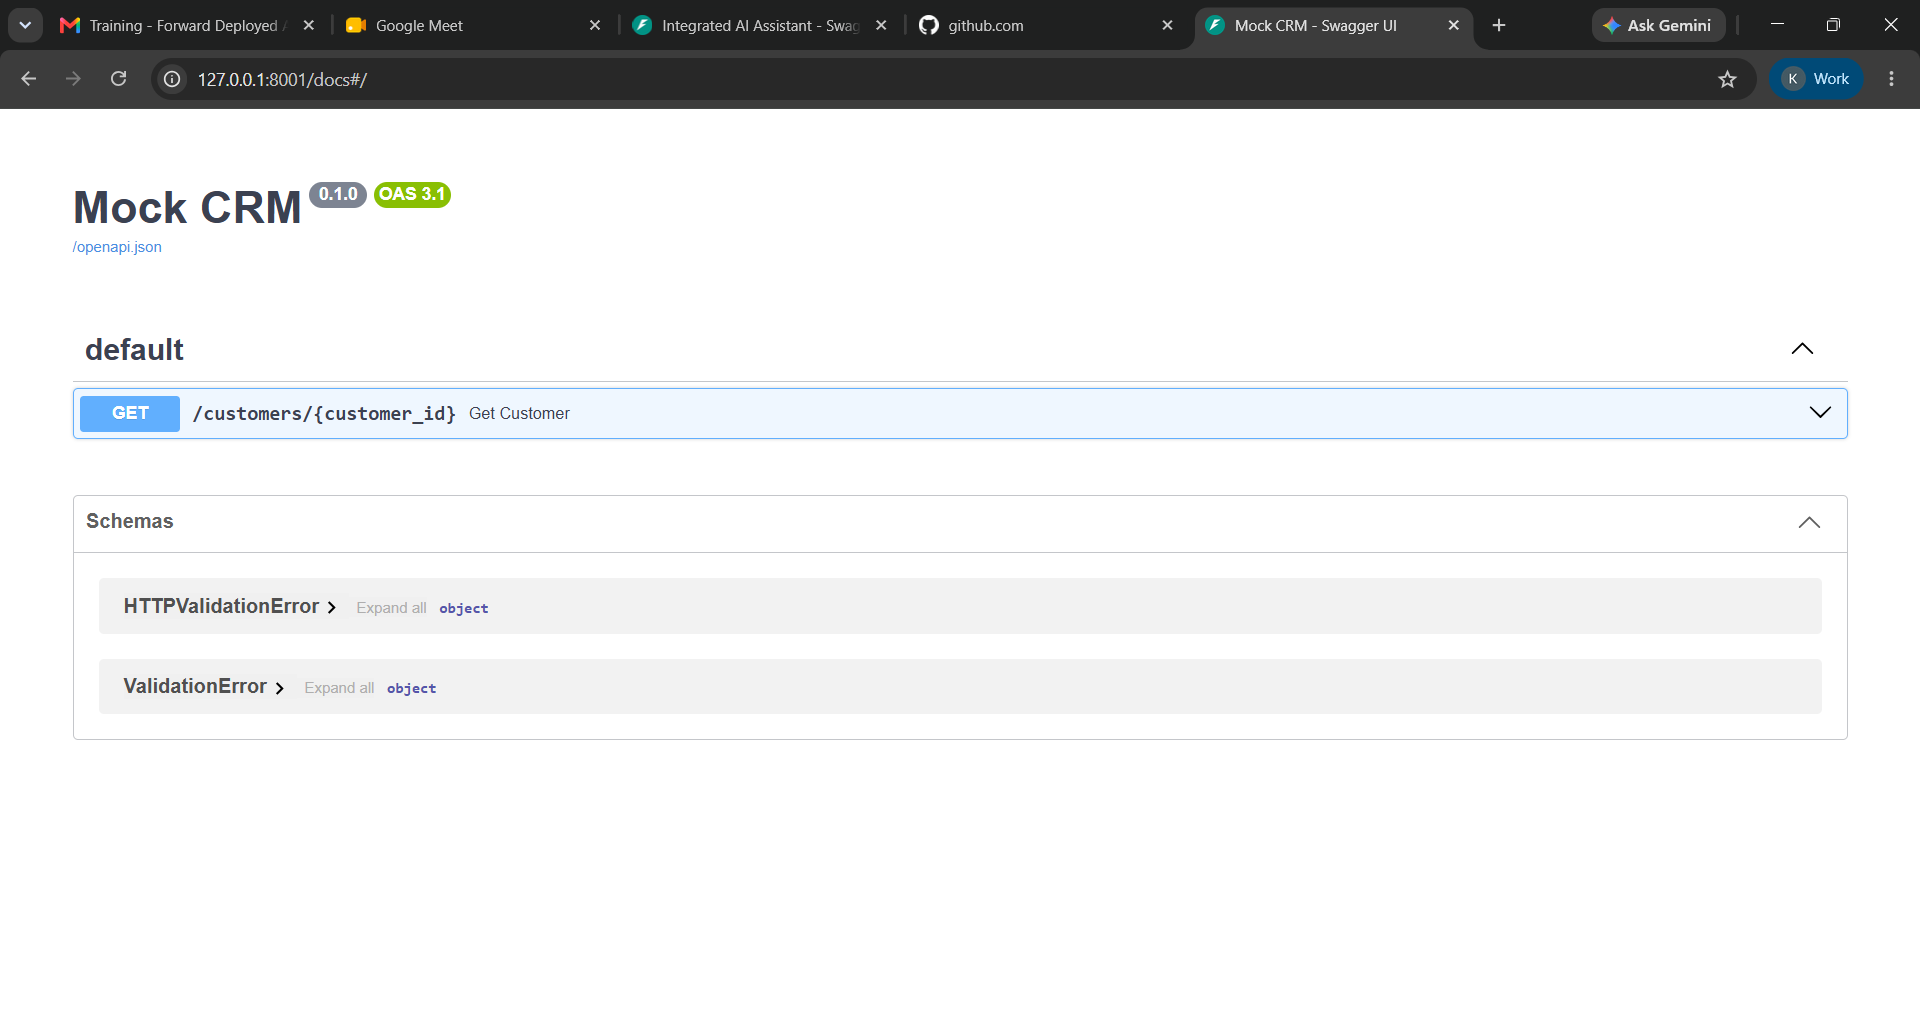 Training - Forward Deployed
Google Meet
Integrated AI Assistant - Swag
github.com
Mock CRM - Swagger UI
Ask Gemini
127.0.0.1:8001/docs#/
K
Work
Mock CRM 0.1.0 OAS 3.1
/openapi.json
default
GET /customers/{customer_id} Get Customer
Schemas
HTTPValidationError Expand all object
ValidationError Expand all object